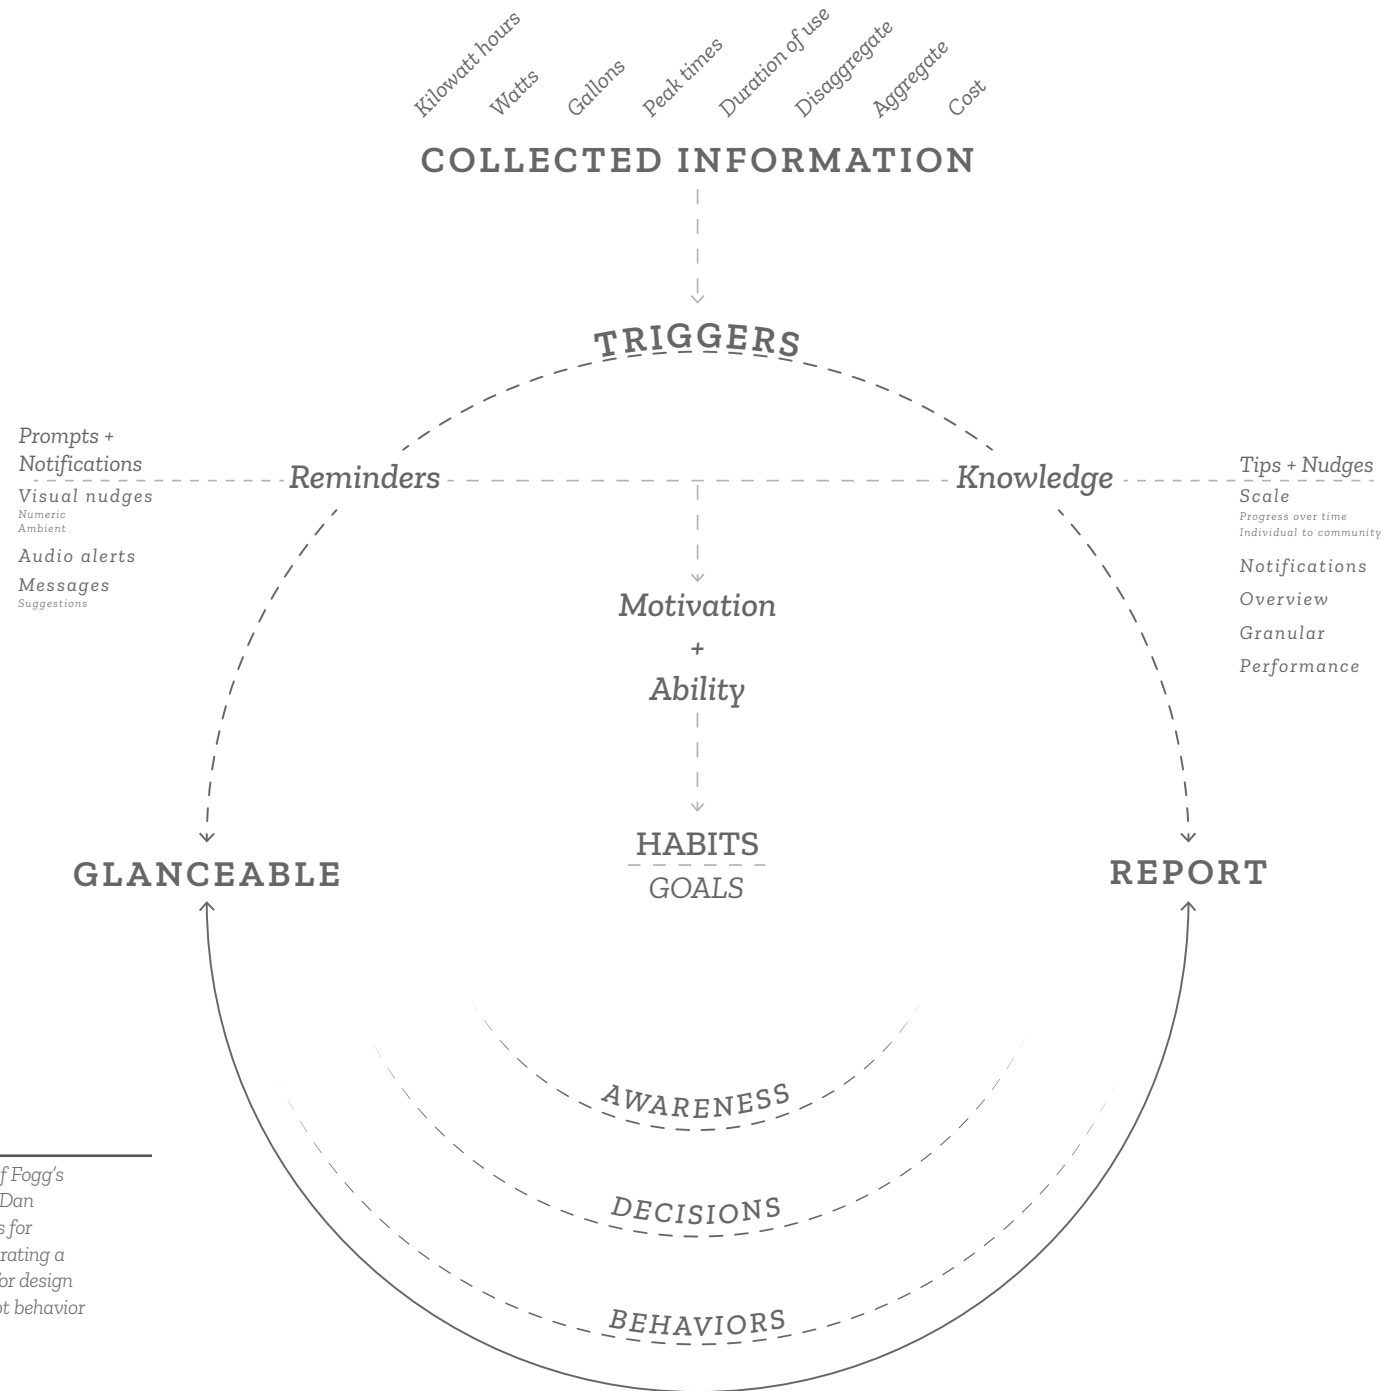 Kilowatt hours
Watts
Gallons
Peak times
Duration of use
Disaggregate
Aggregate
Cost
COLLECTED INFORMATION
TRIGGERS
Prompts +
Notifications
Visual nudges
Numeric
Ambient
Audio alerts
Messages
Suggestions
Reminders
Knowledge
Tips + Nudges
Scale
Progress over time
Individual to community
Notifications
Overview
Granular
Performance
Motivation
+
Ability
HABITS
GOALS
GLANCEABLE
REPORT
AWARENESS
DECISIONS
BEHAVIORS
f Fogg's
Dan
s for
rating a
for design
pt behavior